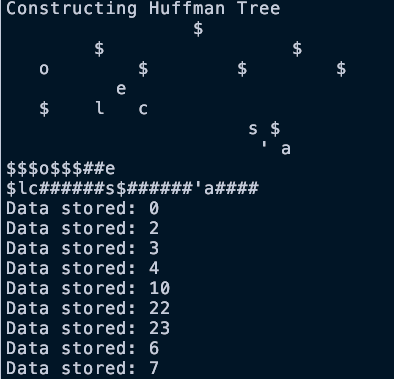 Constructing Huffman Tree
$
$ $
o $ $ $
e
$ l c
s $
' a
$$$o$$$##e
$lc######s$######'a####
Data stored: 0
Data stored: 2
Data stored: 3
Data stored: 4
Data stored: 10
Data stored: 22
Data stored: 23
Data stored: 6
Data stored: 7